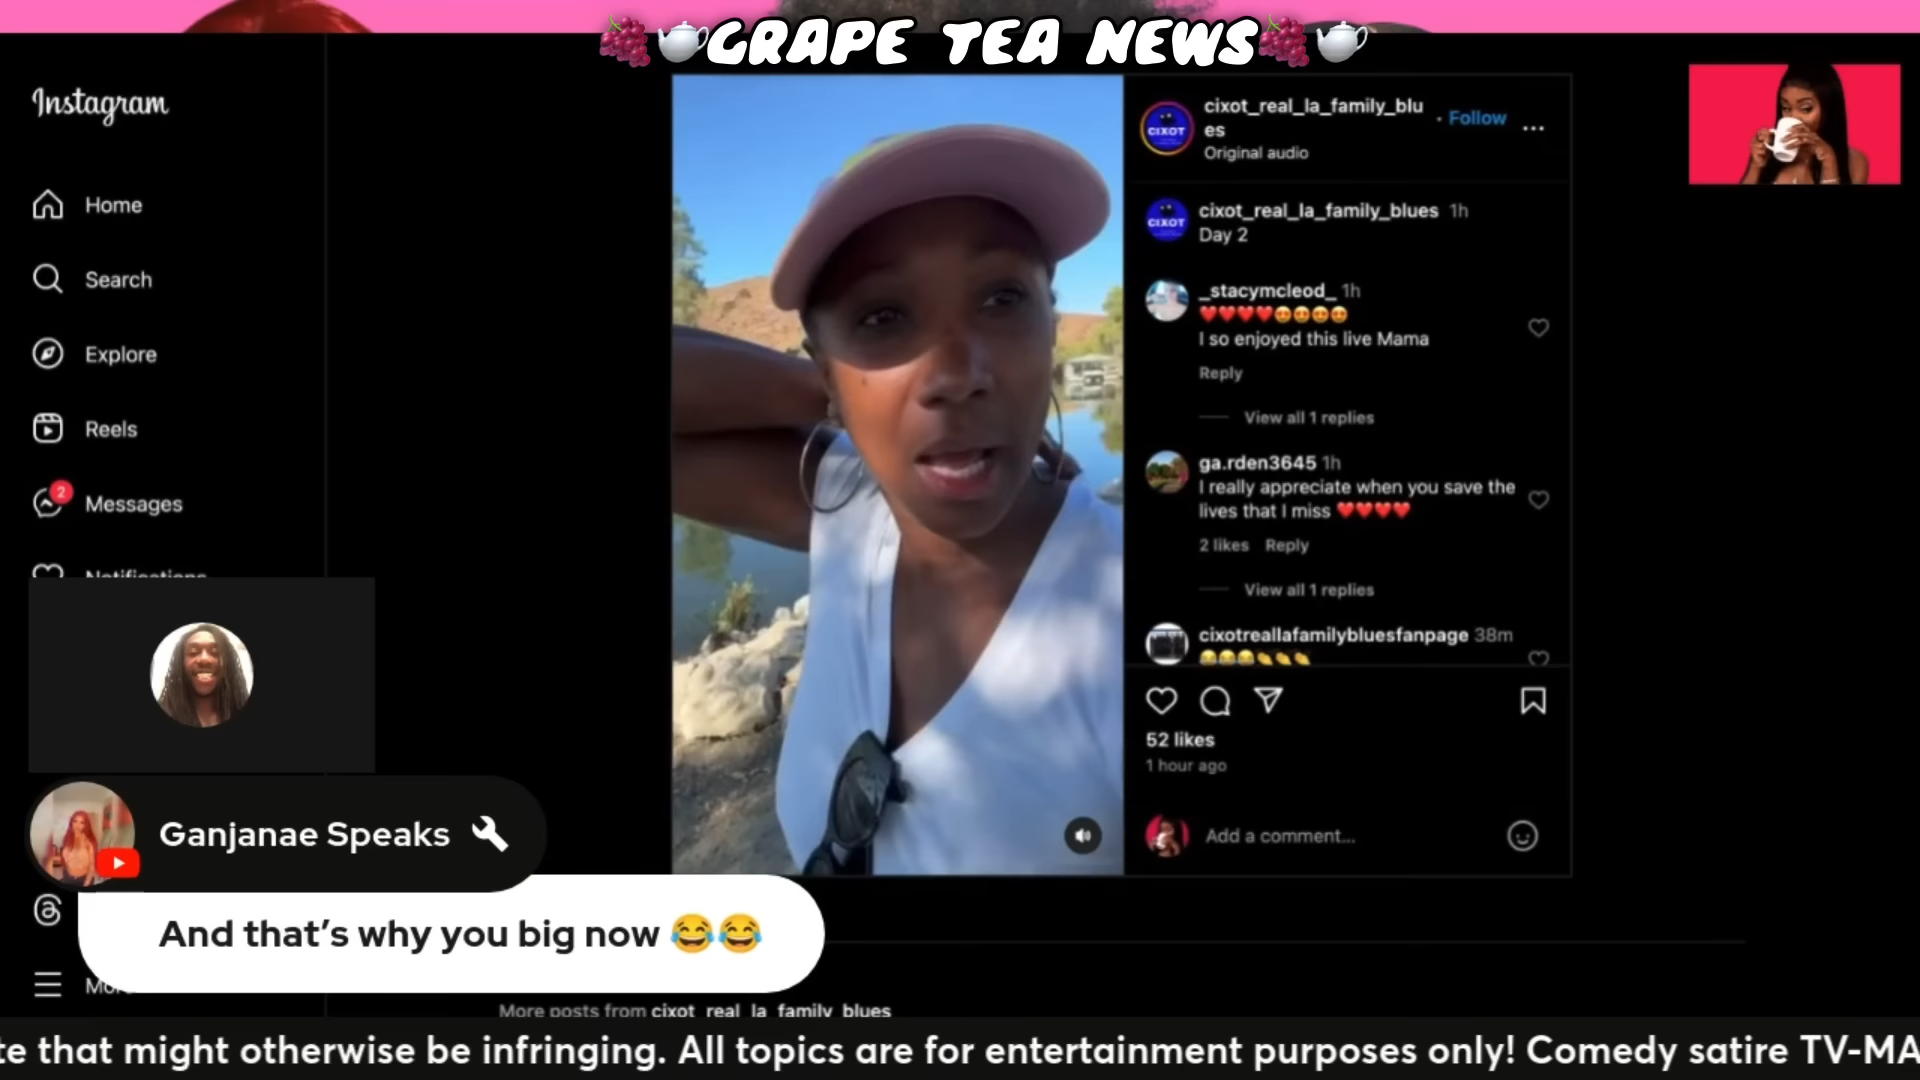 GRAPE TEA NEWS
Instagram
Home
Search
Explore
Reels
2
Messages
Notifications
cixot_real_la_family_blu
es
• Follow
Original audio
CIXOT
cixot_real_la_family_blues 1h
Day 2
CIXOT
_stacymcleod_ 1h
❤️❤️❤️❤️😍😍😍😍
I so enjoyed this live Mama
Reply
View all 1 replies
ga.rden3645 1h
I really appreciate when you save the
lives that I miss ❤️❤️❤️❤️
2 likes Reply
View all 1 replies
cixotreallafamilybluesfanpage 38m
😂😂😂👏👏👏
52 likes
1 hour ago
Add a comment...
Ganjanae Speaks
And that's why you big now 😂😂
More posts from cixot_real_la_family_blues
te that might otherwise be infringing. All topics are for entertainment purposes only! Comedy satire TV-MA